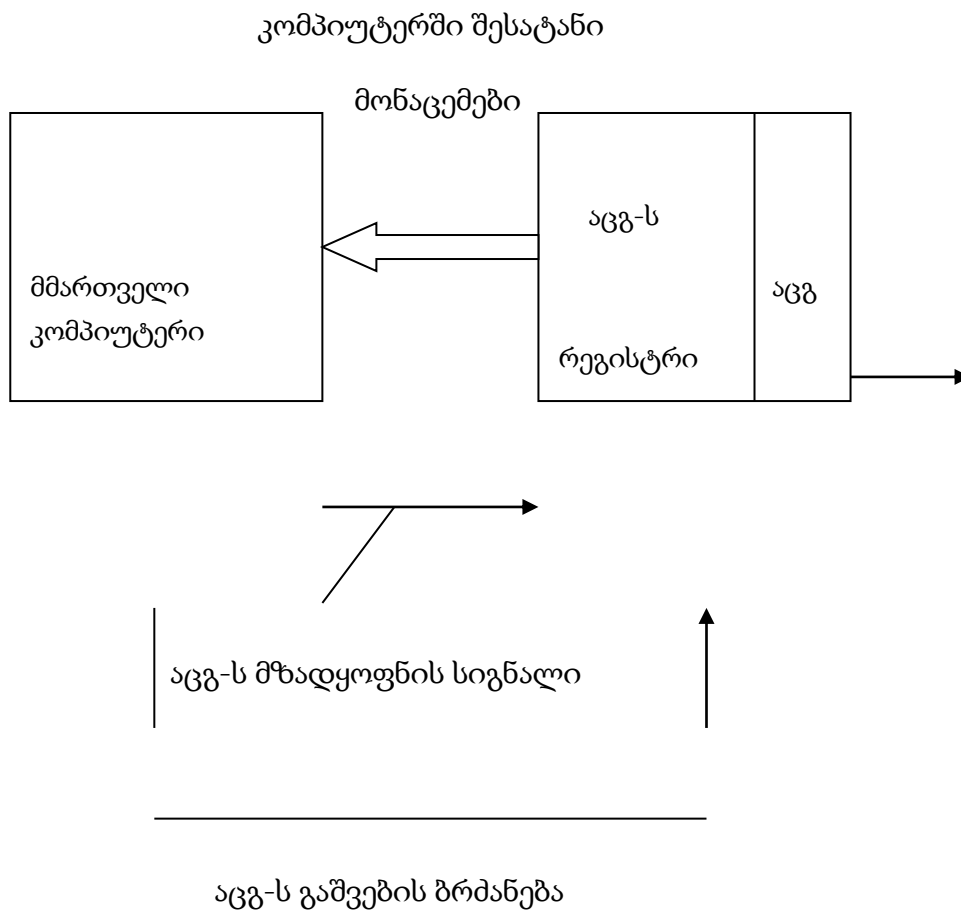 კომპიუტერში შესატანი
მონაცემები
აცგ-ს
მმართველი
კომპიუტერი
აცგ
რეგისტრი
აცგ-ს მზადყოფნის სიგნალი
აცგ-ს გაშვების ბრძანება